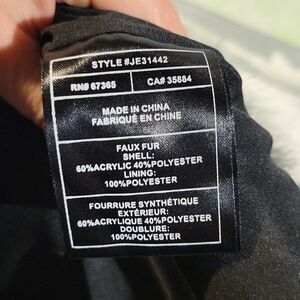 STYLE #JE31442
RN# 67365 CA# 35884
MADE IN CHINA
FABRIQUÉ EN CHINE
FAUX FUR
SHELL:
60%ACRYLIC 40%POLYESTER
LINING:
100%POLYESTER
FOURRURE SYNTHÉTIQUE
EXTÉRIEUR:
60%ACRYLIQUE 40%POLYESTER
DOUBLURE:
100%POLYESTER